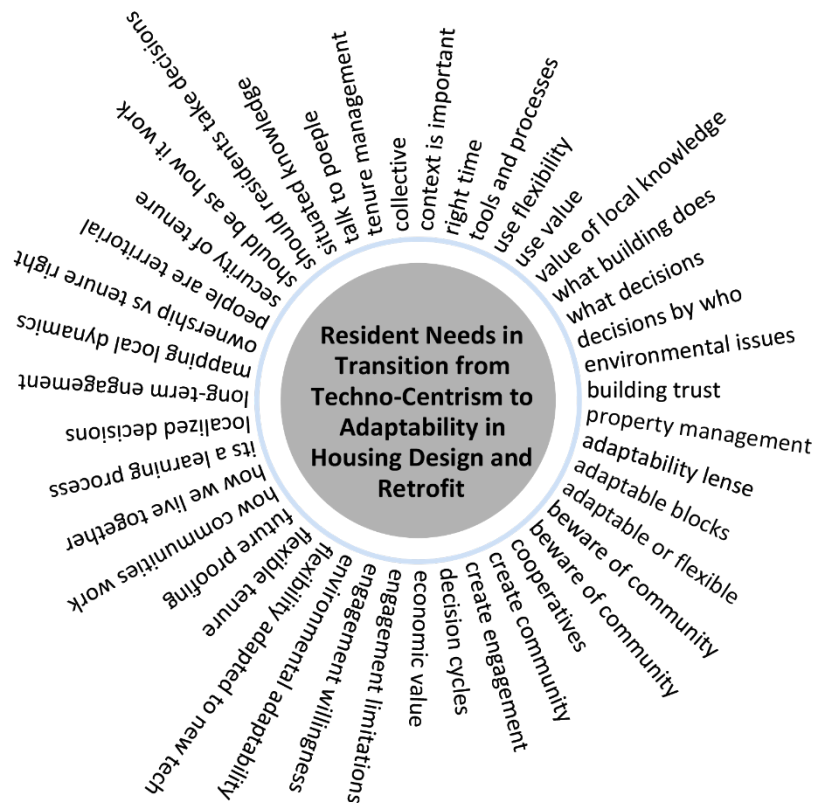 Resident Needs in
Transition from
Techno-Centrism to
Adaptability in
Housing Design and
Retrofit
collective
context is important
right time
tools and processes
use flexibility
use value
value of local knowledge
what building does
what decisions
decisions by who
environmental issues
building trust
property management
adaptability lense
adaptable blocks
adaptable or flexible
beware of community
beware of community
cooperatives
create community
create engagement
decision cycles
economic value
engagement limitations
engagement willingness
environmental adaptability
flexibility adapted to new tech
flexible tenure
future proofing
how communities work
how we live together
its a learning process
localized decisions
long-term engagement
mapping local dynamics
ownership vs tenure right
people are territorial
security of tenure
should be as how it work
should residents take decisions
situated knowledge
talk to poeple
tenure management